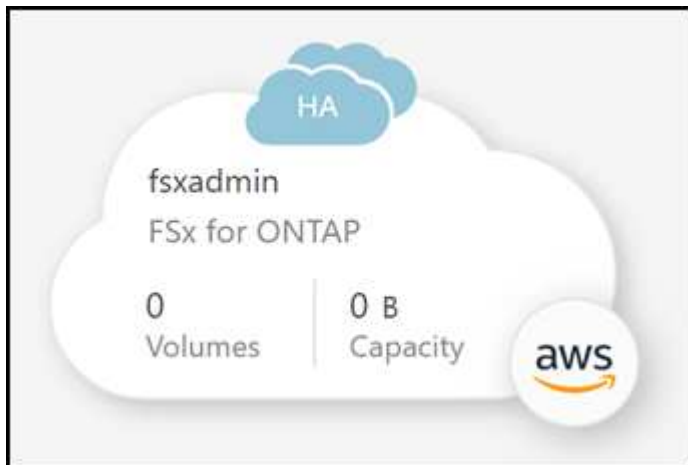 HA
fsxadmin
FSx for ONTAP
0
Volumes
0 B
Capacity
aws